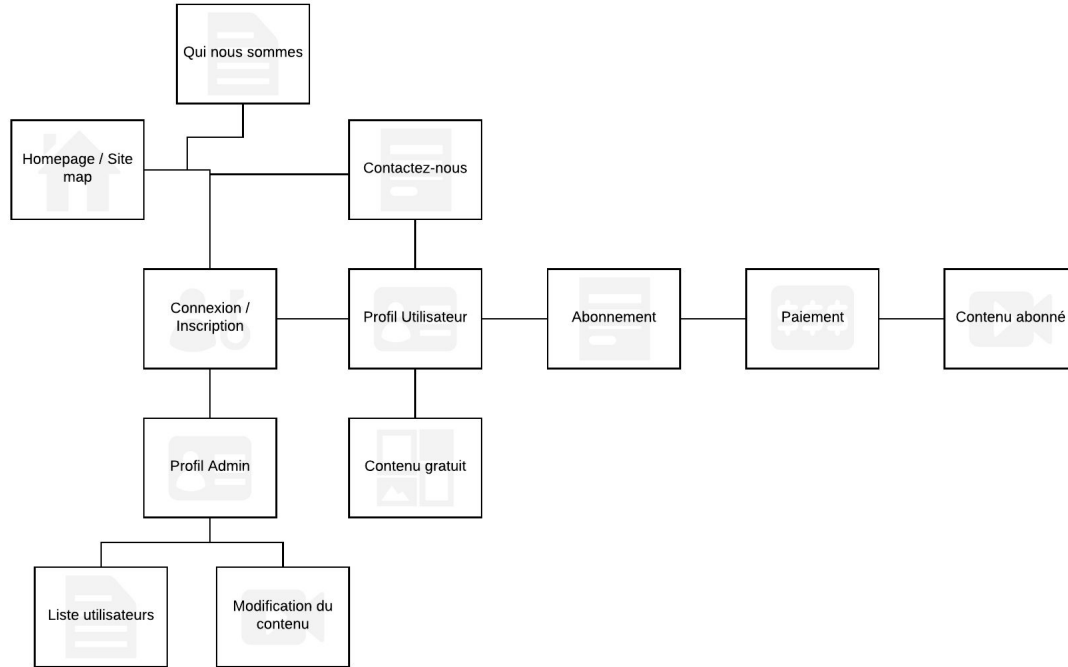 Qui nous sommes
Homepage / Site
map
Contactez-nous
Connexion /
Inscription
Profil Utilisateur
Abonnement
Paiement
Contenu abonné
Profil Admin
Contenu gratuit
Liste utilisateurs
Modification du
contenu